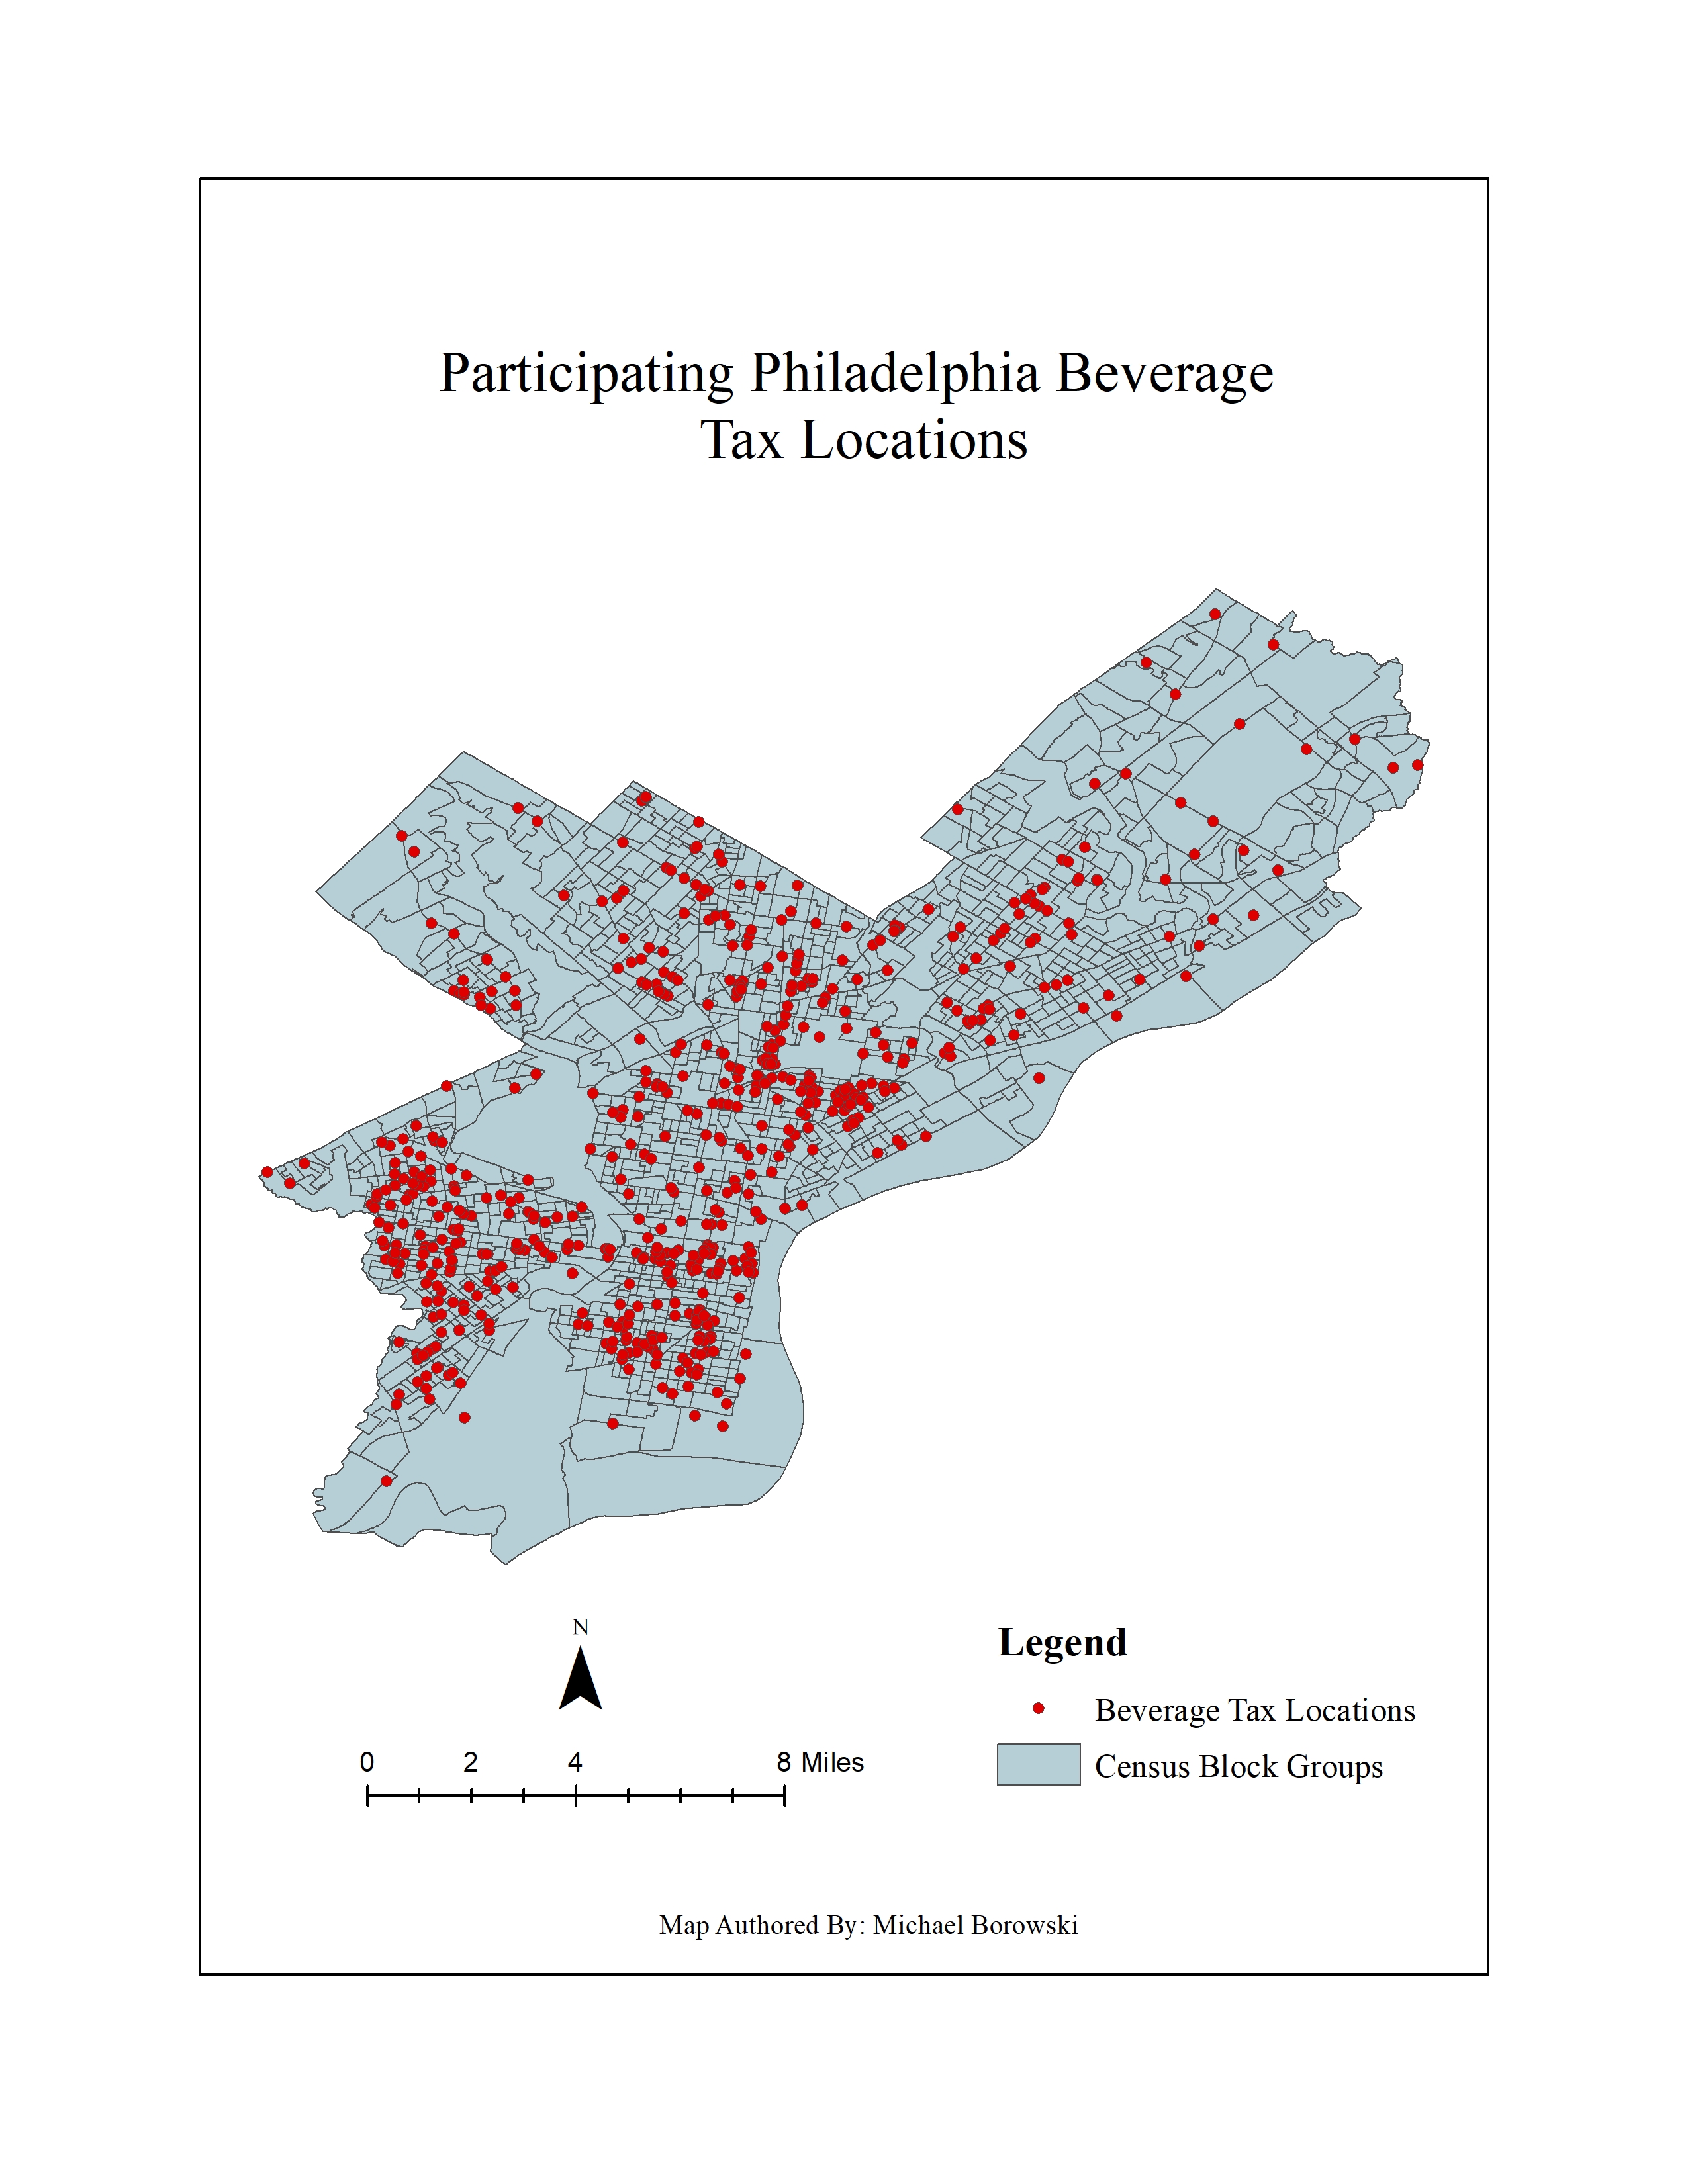 Participating Philadelphia Beverage
Tax Locations
N
0 2 4 8 Miles
Legend
Beverage Tax Locations
Census Block Groups
Map Authored By: Michael Borowski